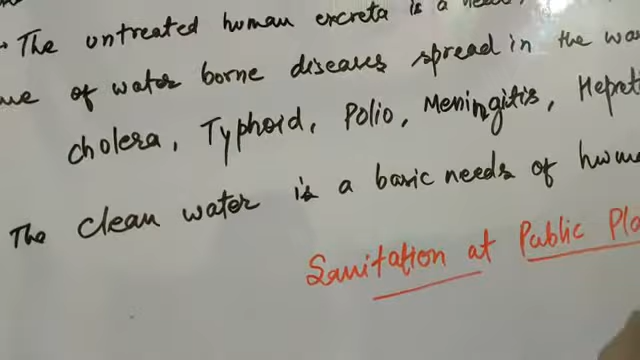 → The untreated human excreta is a
of water borne diseases spread in the
cholera, Typhoid, Polio, Meningitis,
The clean water is a basic needs of
Sanitation at Public